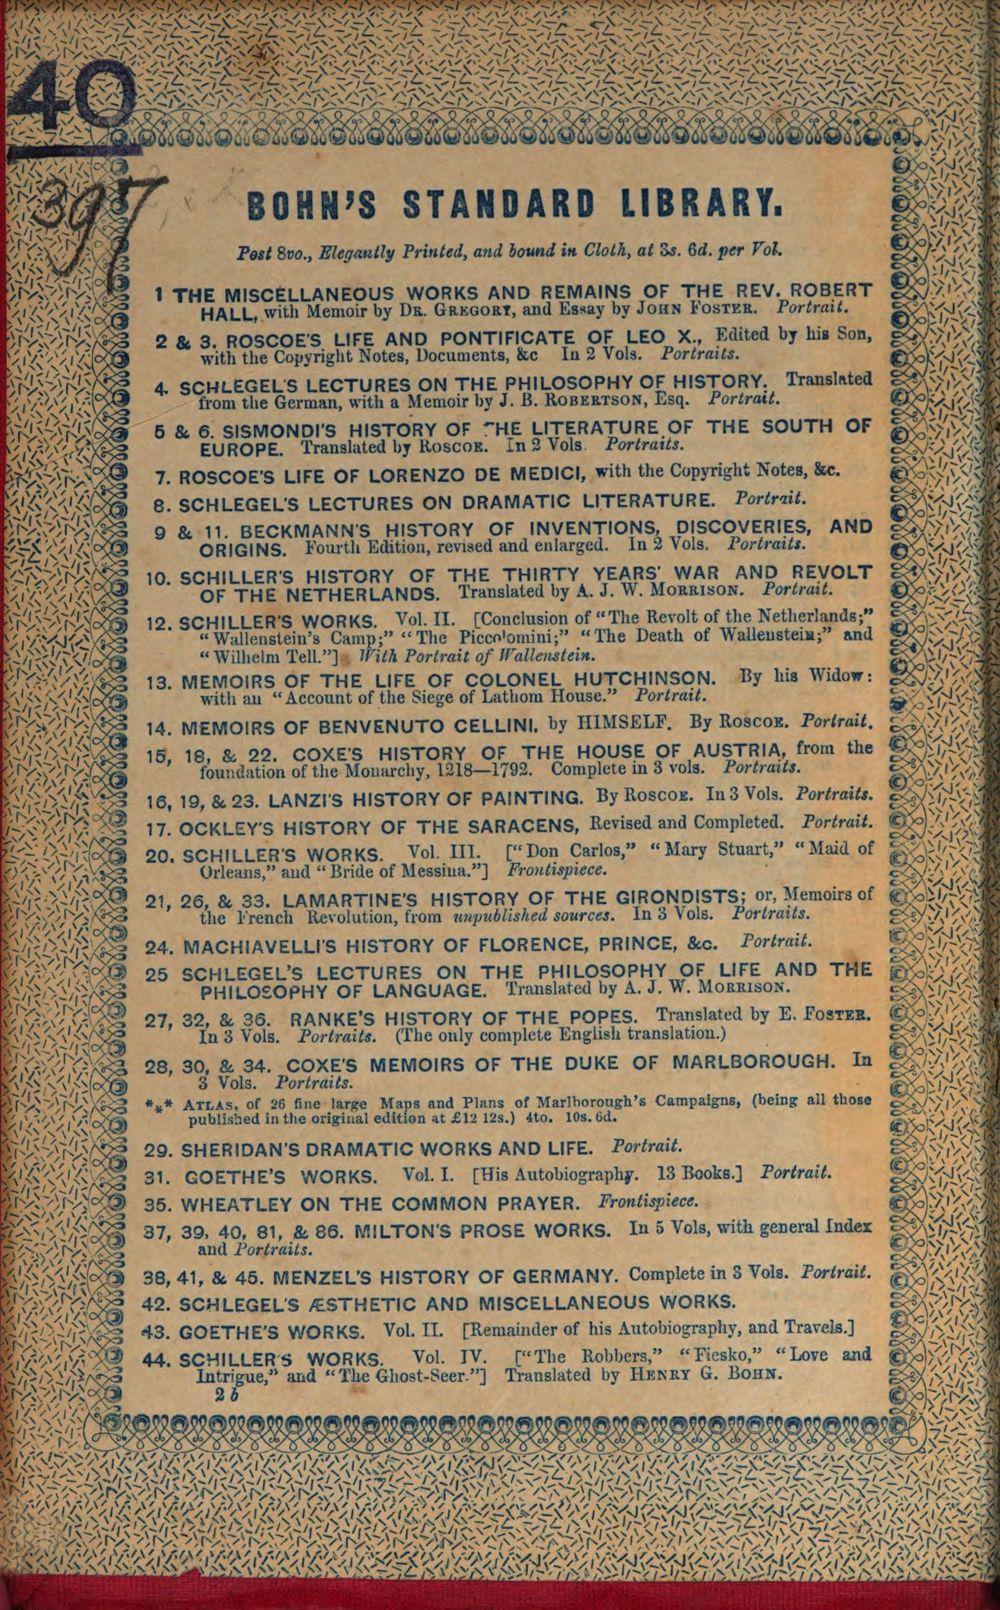 40
397
BOHN'S STANDARD LIBRARY.
Post 8vo., Elegantly Printed, and bound in Cloth, at 3s. 6d. per Vol.
1 THE MISCELLANEOUS WORKS AND REMAINS OF THE REV. ROBERT
HALL, with Memoir by DR. GREGORY, and Essay by JOHN FOSTER. Portrait.
2 & 3. ROSCOE'S LIFE AND PONTIFICATE OF LEO X., Edited by his Son,
with the Copyright Notes, Documents, &c In 2 Vols. Portraits.
4. SCHLEGEL'S LECTURES ON THE PHILOSOPHY OF HISTORY. Translated
from the German, with a Memoir by J. B. ROBERTSON, Esq. Portrait.
5 & 6. SISMONDI'S HISTORY OF THE LITERATURE OF THE SOUTH OF
EUROPE. Translated by ROSCOE. In 2 Vols. Portraits.
7. ROSCOE'S LIFE OF LORENZO DE MEDICI, with the Copyright Notes, &c.
8. SCHLEGEL'S LECTURES ON DRAMATIC LITERATURE. Portrait.
9 & 11. BECKMANN'S HISTORY OF INVENTIONS, DISCOVERIES, AND
ORIGINS. Fourth Edition, revised and enlarged. In 2 Vols. Portraits.
10. SCHILLER'S HISTORY OF THE THIRTY YEARS' WAR AND REVOLT
OF THE NETHERLANDS. Translated by A. J. W. MORRISON. Portrait.
12. SCHILLER'S WORKS. Vol. II. [Conclusion of "The Revolt of the Netherlands;"
"Wallenstein's Camp;" "The Piccolomini;" "The Death of Wallenstein;" and
"Wilhelm Tell."] With Portrait of Wallenstein.
13. MEMOIRS OF THE LIFE OF COLONEL HUTCHINSON. By his Widow:
with an "Account of the Siege of Lathom House." Portrait.
14. MEMOIRS OF BENVENUTO CELLINI, by HIMSELF. By ROSCOE. Portrait.
15, 18, & 22. COXE'S HISTORY OF THE HOUSE OF AUSTRIA, from the
foundation of the Monarchy, 1218—1792. Complete in 3 vols. Portraits.
16, 19, & 23. LANZI'S HISTORY OF PAINTING. By ROSCOE. In 3 Vols. Portraits.
17. OCKLEY'S HISTORY OF THE SARACENS, Revised and Completed. Portrait.
20. SCHILLER'S WORKS. Vol. III. ["Don Carlos," "Mary Stuart," "Maid of
Orleans," and "Bride of Messina."] Frontispiece.
21, 26, & 33. LAMARTINE'S HISTORY OF THE GIRONDISTS; or, Memoirs of
the French Revolution, from unpublished sources. In 3 Vols. Portraits.
24. MACHIAVELLI'S HISTORY OF FLORENCE, PRINCE, &c. Portrait.
25 SCHLEGEL'S LECTURES ON THE PHILOSOPHY OF LIFE AND THE
PHILOSOPHY OF LANGUAGE. Translated by A. J. W. MORRISON.
27, 32, & 36. RANKE'S HISTORY OF THE POPES. Translated by E. FOSTER.
In 3 Vols. Portraits. (The only complete English translation.)
28, 30, & 34. COXE'S MEMOIRS OF THE DUKE OF MARLBOROUGH. In
3 Vols. Portraits.
*** ATLAS, of 26 fine large Maps and Plans of Marlborough's Campaigns, (being all those
published in the original edition at £12 12s.) 4to. 10s. 6d.
29. SHERIDAN'S DRAMATIC WORKS AND LIFE. Portrait.
31. GOETHE'S WORKS. Vol. I. [His Autobiography. 13 Books.] Portrait.
35. WHEATLEY ON THE COMMON PRAYER. Frontispiece.
37, 39, 40, 81, & 86. MILTON'S PROSE WORKS. In 5 Vols, with general Index
and Portraits.
38, 41, & 45. MENZEL'S HISTORY OF GERMANY. Complete in 3 Vols. Portrait.
42. SCHLEGEL'S ÆSTHETIC AND MISCELLANEOUS WORKS.
43. GOETHE'S WORKS. Vol. II. [Remainder of his Autobiography, and Travels.]
44. SCHILLER'S WORKS. Vol. IV. ["The Robbers," "Fiesko," "Love and
Intrigue," and "The Ghost-Seer."] Translated by HENRY G. BOHN.
2 b